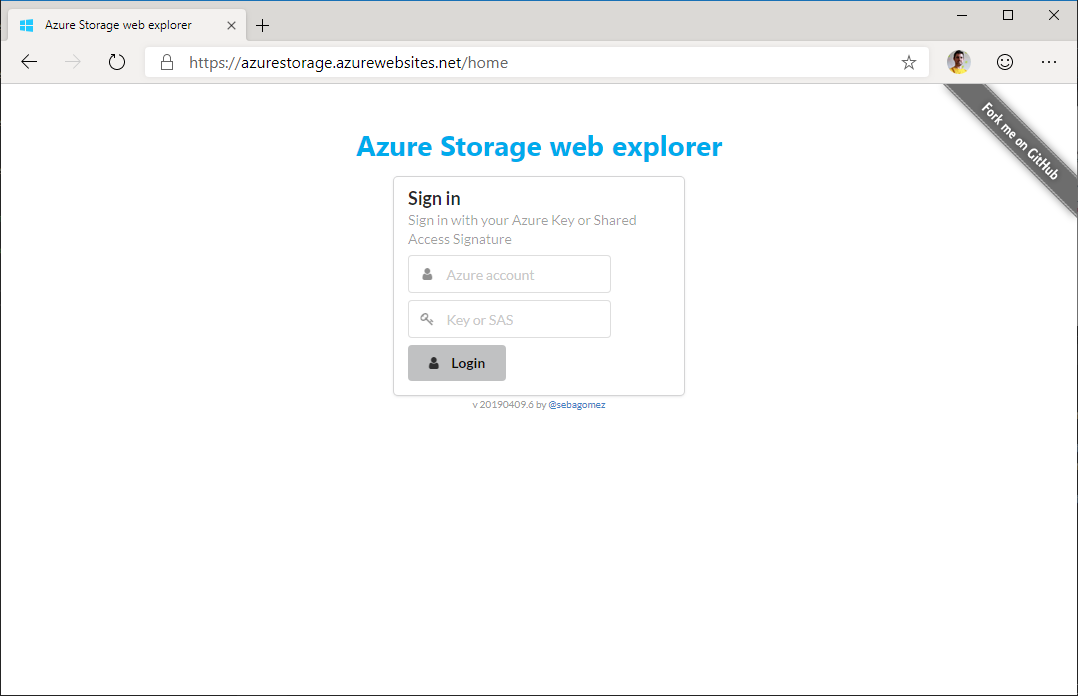 Azure Storage web explorer
https://azurestorage.azurewebsites.net/home
Fork me on GitHub
Azure Storage web explorer
Sign in
Sign in with your Azure Key or Shared
Access Signature
Azure account
Key or SAS
Login
v 20190409.6 by @sebagomez